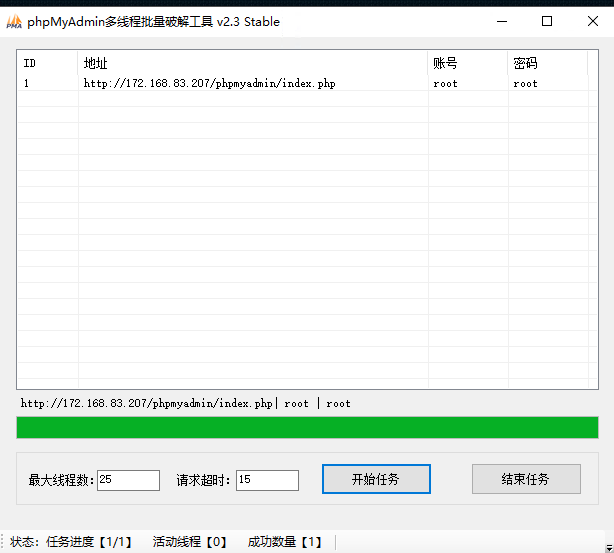 phpMyAdmin多线程批量破解工具 v2.3 Stable
ID 地址 账号 密码
1 http://172.168.83.207/phpmyadmin/index.php root root
http://172.168.83.207/phpmyadmin/index.php| root | root
最大线程数: 25 请求超时: 15 开始任务 结束任务
状态: 任务进度【1/1】 活动线程【0】 成功数量【1】